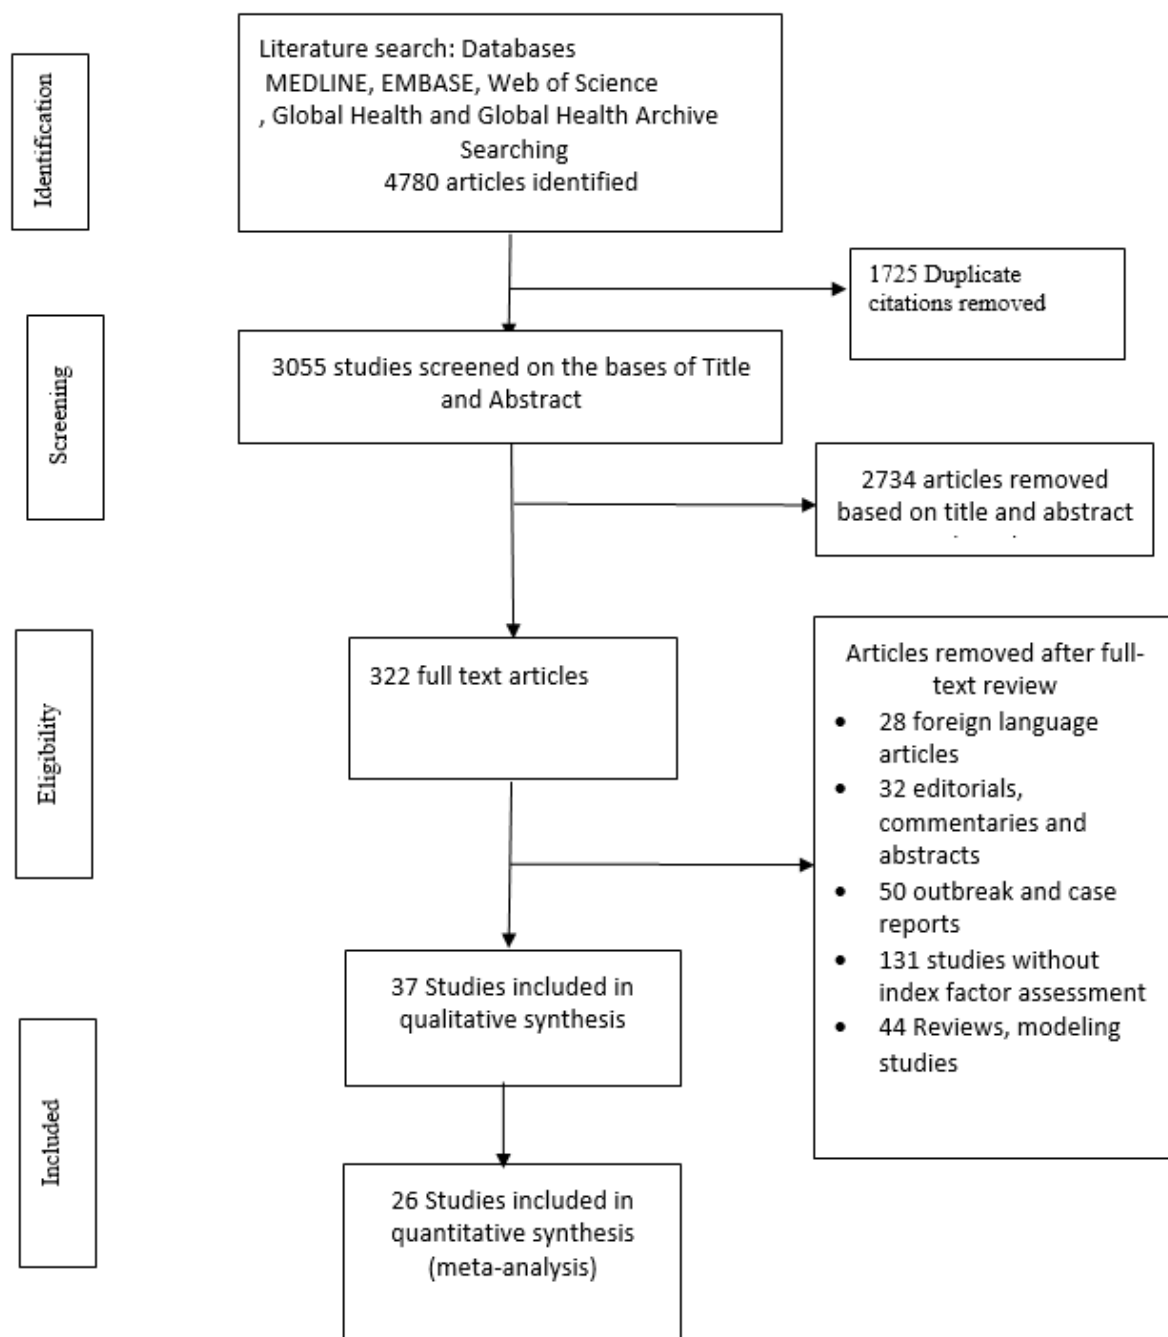 Identification
Literature search: Databases
MEDLINE, EMBASE, Web of Science
, Global Health and Global Health Archive
Searching
4780 articles identified
1725 Duplicate
citations removed
Screening
3055 studies screened on the bases of Title
and Abstract
2734 articles removed
based on title and abstract
Eligibility
322 full text articles
Articles removed after full-
text review
• 28 foreign language
articles
• 32 editorials,
commentaries and
abstracts
• 50 outbreak and case
reports
• 131 studies without
index factor assessment
• 44 Reviews, modeling
studies
Included
37 Studies included in
qualitative synthesis
26 Studies included in
quantitative synthesis
(meta-analysis)